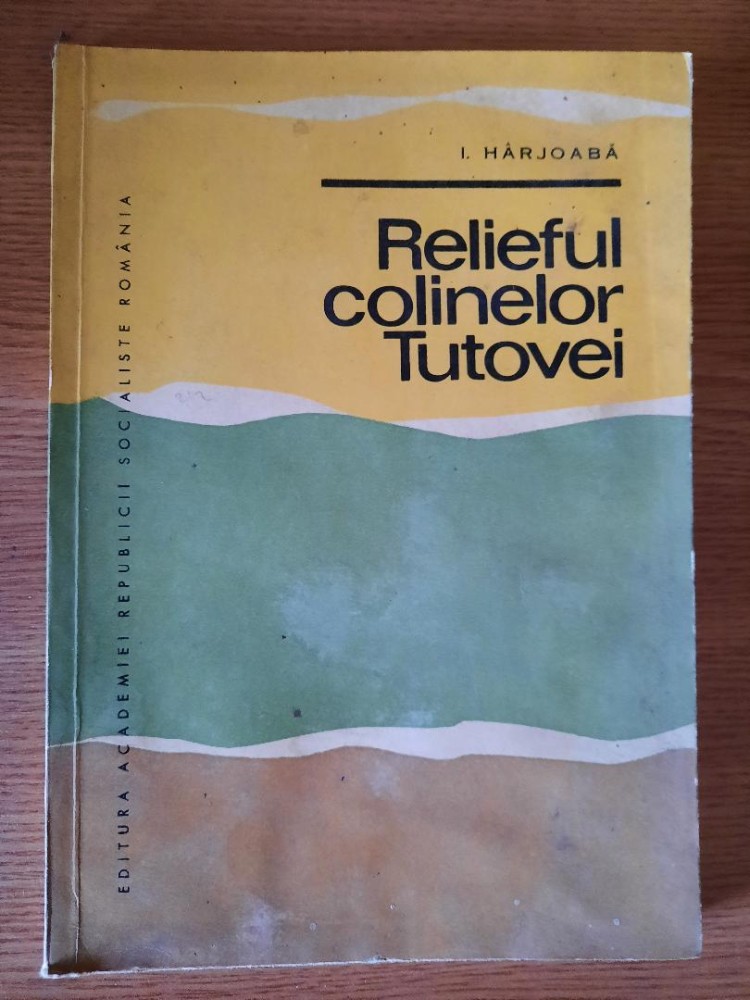 I. HÂRJOABĂ
Relieful
colinelor
Tutovei
EDITURA ACADEMIEI REPUBLICII SOCIALISTE ROMÂNIA